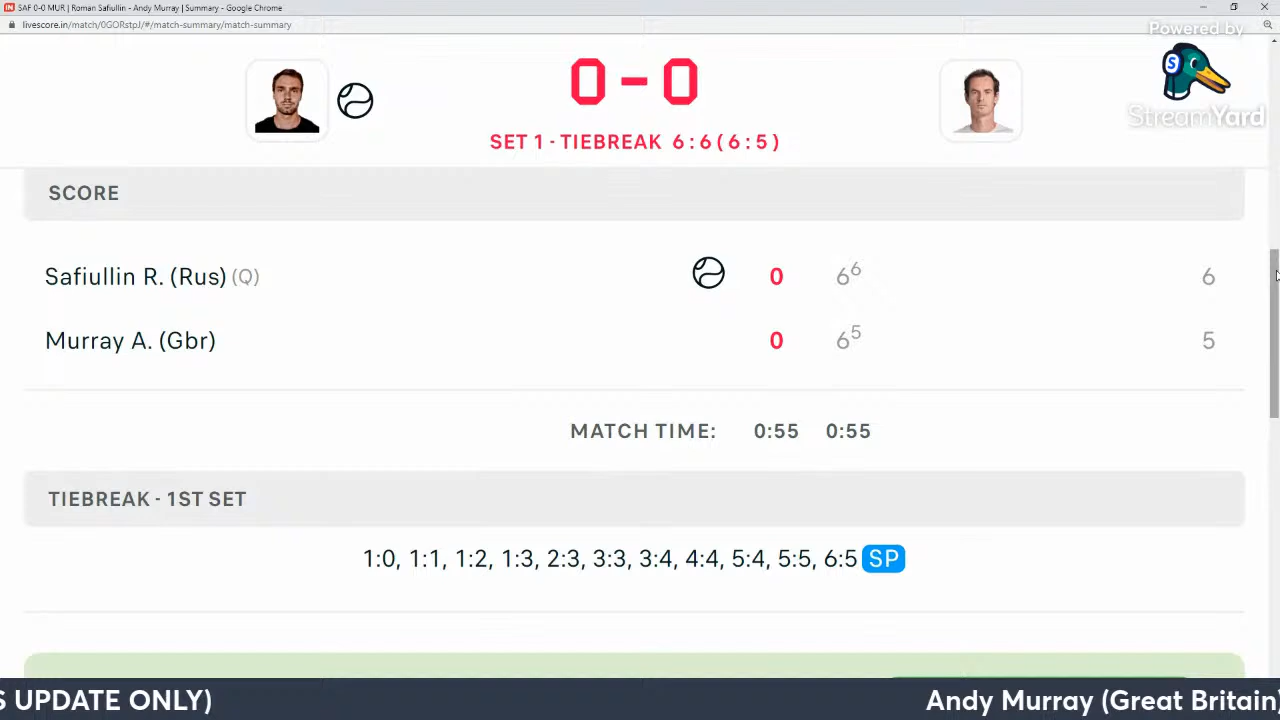 SAF 0-0 MUR | Roman Safiullin - Andy Murray | Summary - Google Chrome
livescore.in/match/0GORstpJ/#/match-summary/match-summary
Powered by
StreamYard
0 - 0
SET 1 - TIEBREAK 6 : 6 ( 6 : 5 )
SCORE
Safiullin R. (Rus) (Q) 0 6 6 6
Murray A. (Gbr) 0 6 5 5
MATCH TIME: 0:55 0:55
TIEBREAK - 1ST SET
1:0, 1:1, 1:2, 1:3, 2:3, 3:3, 3:4, 4:4, 5:4, 5:5, 6:5 SP
S UPDATE ONLY) Andy Murray (Great Britain)